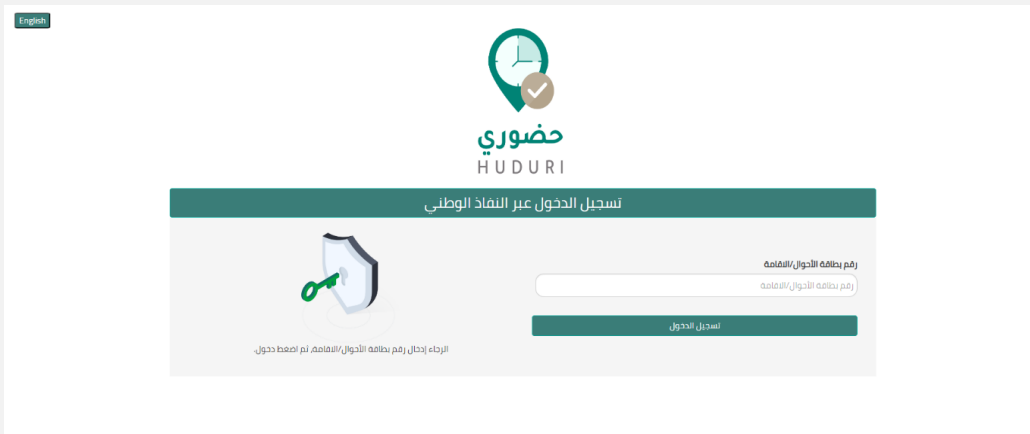 English
حضوري
HUDURI
تسجيل الدخول عبر النفاذ الوطني
رقم بطاقة الأحوال/الاقامة
رقم بطاقة الأحوال/الاقامة
تسجيل الدخول
الرجاء إدخال رقم بطاقة الأحوال/الاقامة, ثم اضغط دخول.